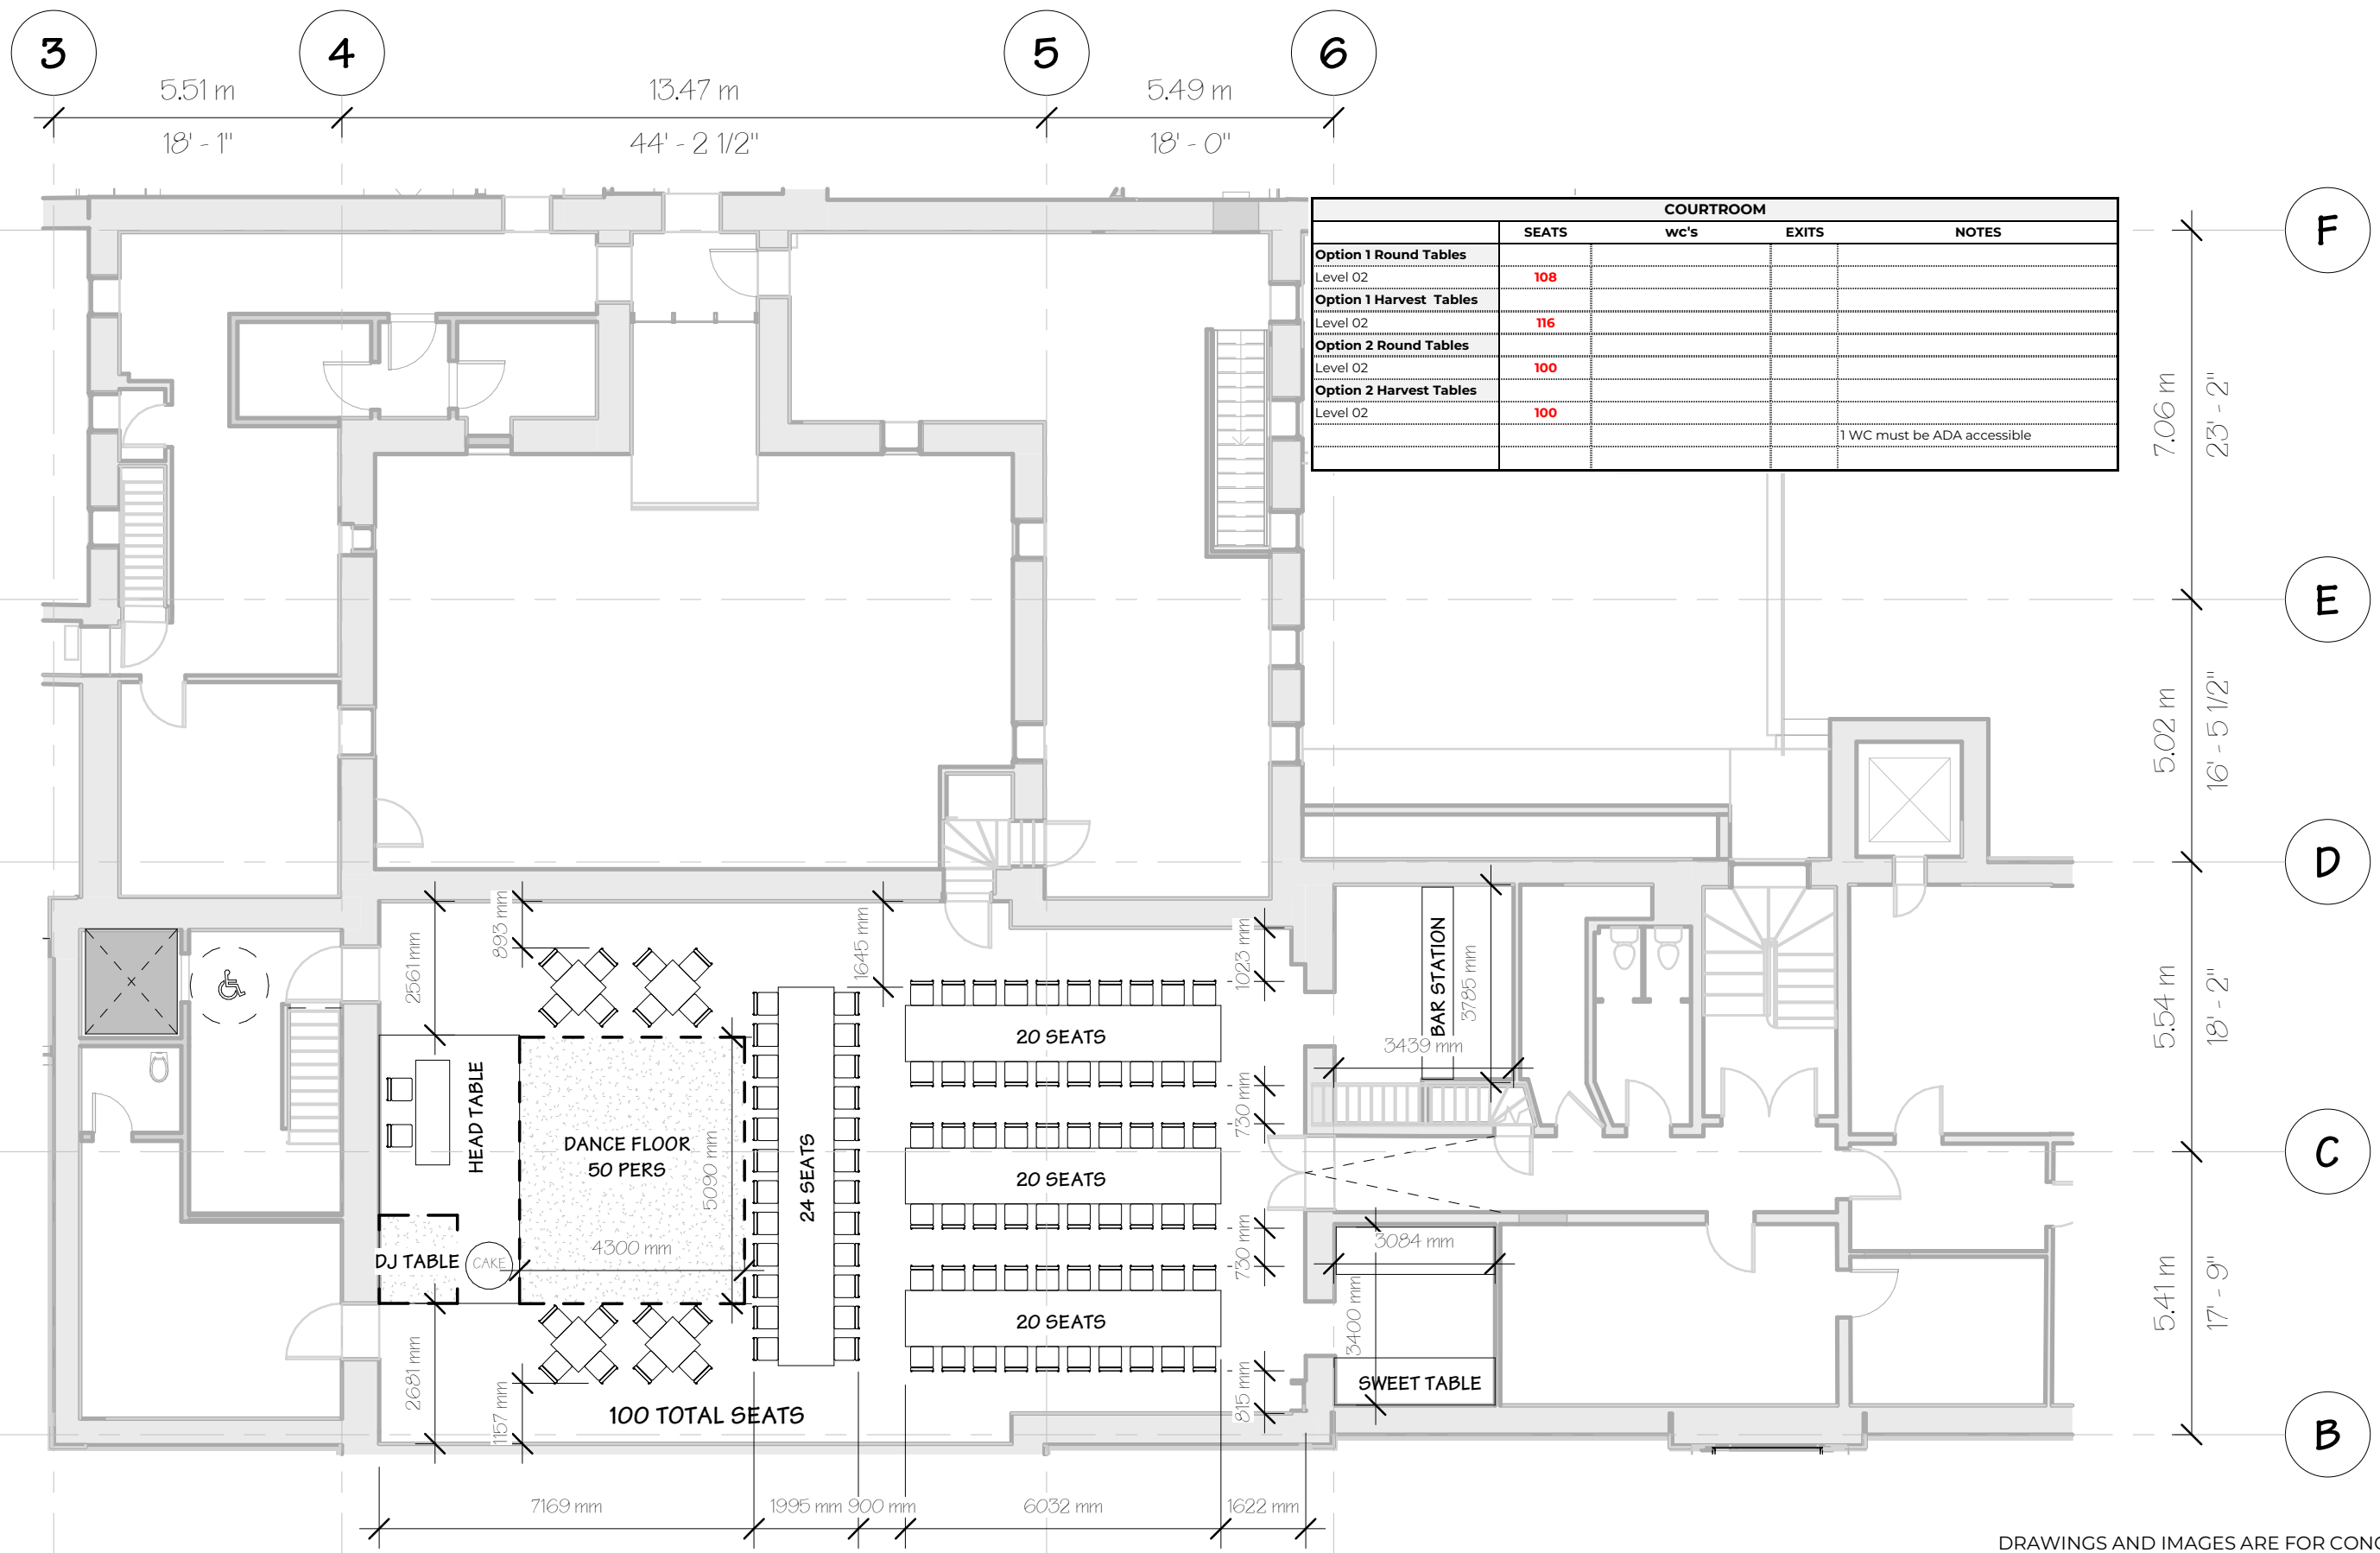 3 4 5 6
5.51 m 13.47 m 5.49 m
18' - 1" 44' - 2 1/2" 18' - 0"
COURTROOM
SEATS wc's EXITS NOTES
Option 1 Round Tables
Level 02 108
Option 1 Harvest Tables
Level 02 116
Option 2 Round Tables
Level 02 100
Option 2 Harvest Tables
Level 02 100
1 WC must be ADA accessible
F
7.06 m
23' - 2"
E
5.02 m
16' - 5 1/2"
D
5.54 m
18' - 2"
C
5.41 m
17' - 9"
B
2561 mm
893 mm
1645 mm
1023 mm
BAR STATION
3785 mm
3439 mm
20 SEATS
730 mm
HEAD TABLE
DANCE FLOOR
50 PERS
5090 mm
24 SEATS
20 SEATS
730 mm
4300 mm
DJ TABLE
CAKE
3084 mm
3400 mm
20 SEATS
SWEET TABLE
2681 mm
1157 mm
815 mm
100 TOTAL SEATS
7169 mm 1995 mm 900 mm 6032 mm 1622 mm
DRAWINGS AND IMAGES ARE FOR CONC